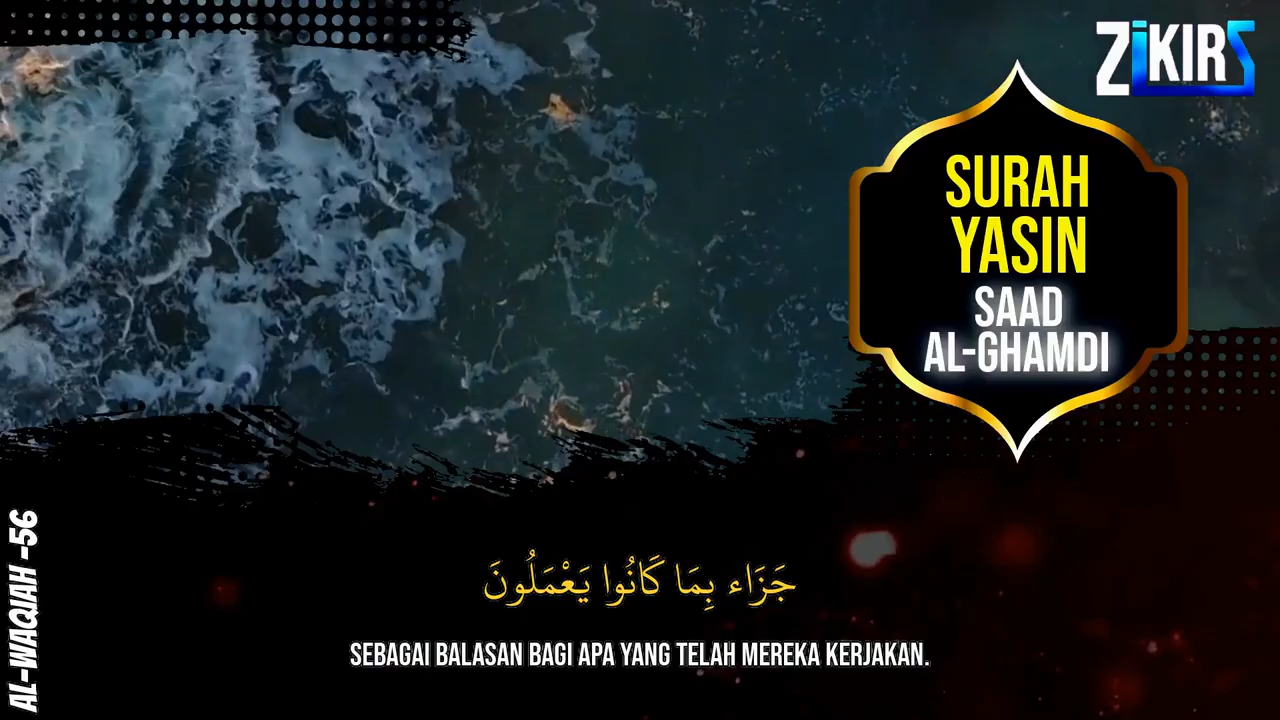 ZIKIRS
SURAH
YASIN
SAAD
AL-GHAMDI
AL-WAQIAH -56
جَزَاء بِمَا كَانُوا يَعْمَلُونَ
SEBAGAI BALASAN BAGI APA YANG TELAH MEREKA KERJAKAN.